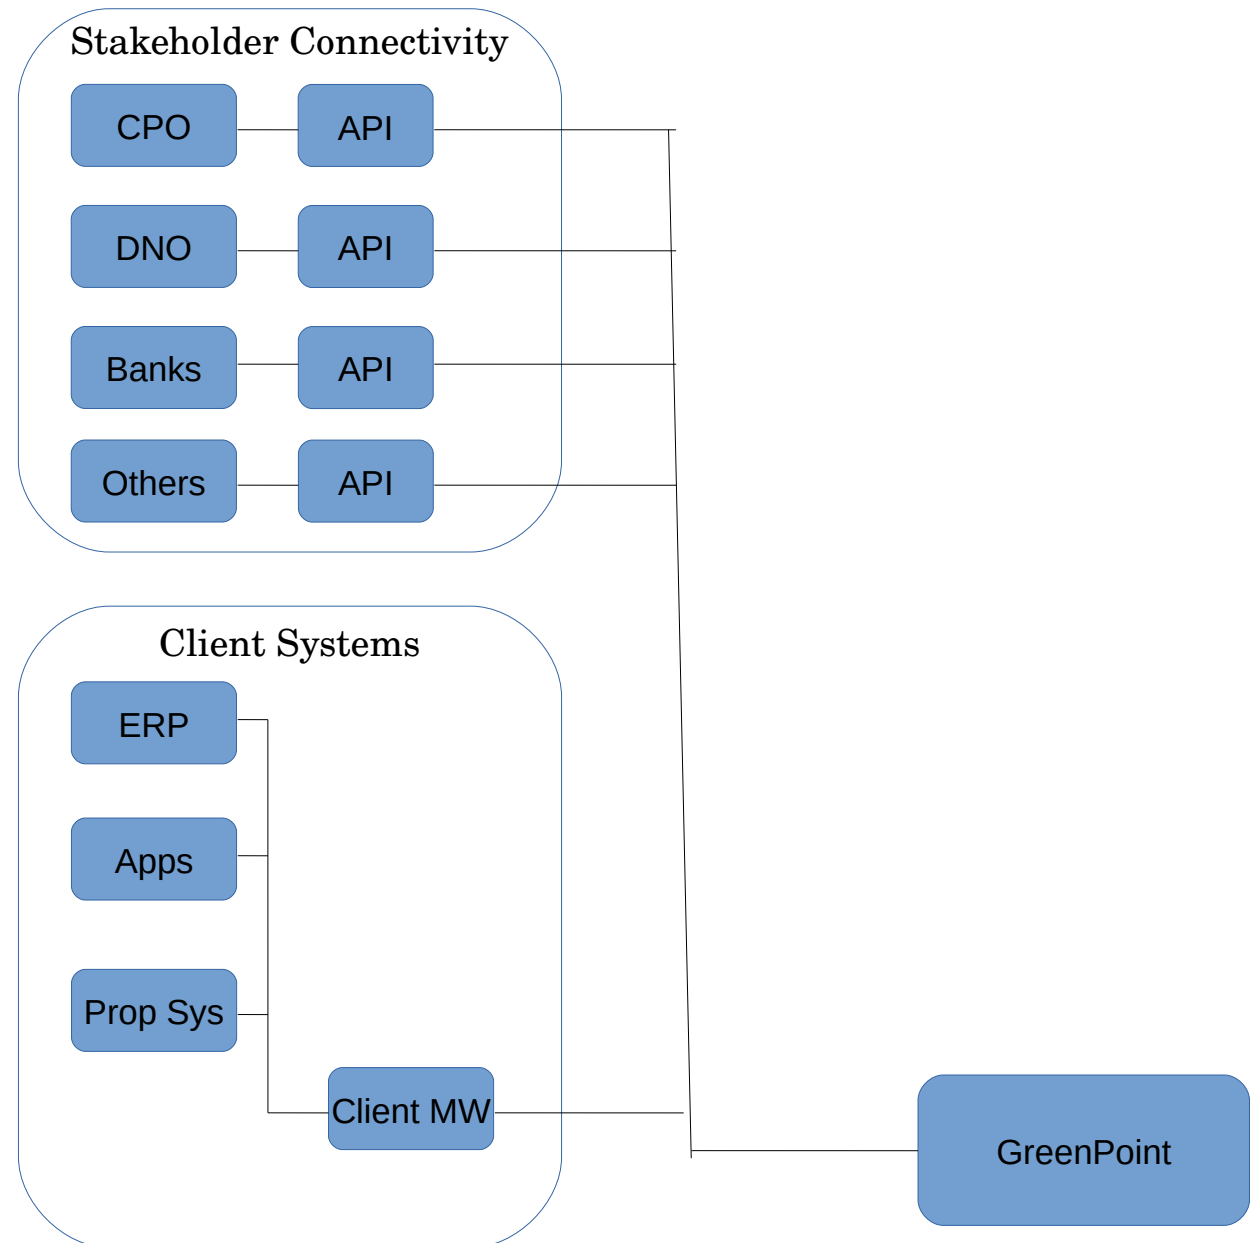 Stakeholder Connectivity
CPO
API
DNO
API
Banks
API
Others
API
Client Systems
ERP
Apps
Prop Sys
Client MW
GreenPoint